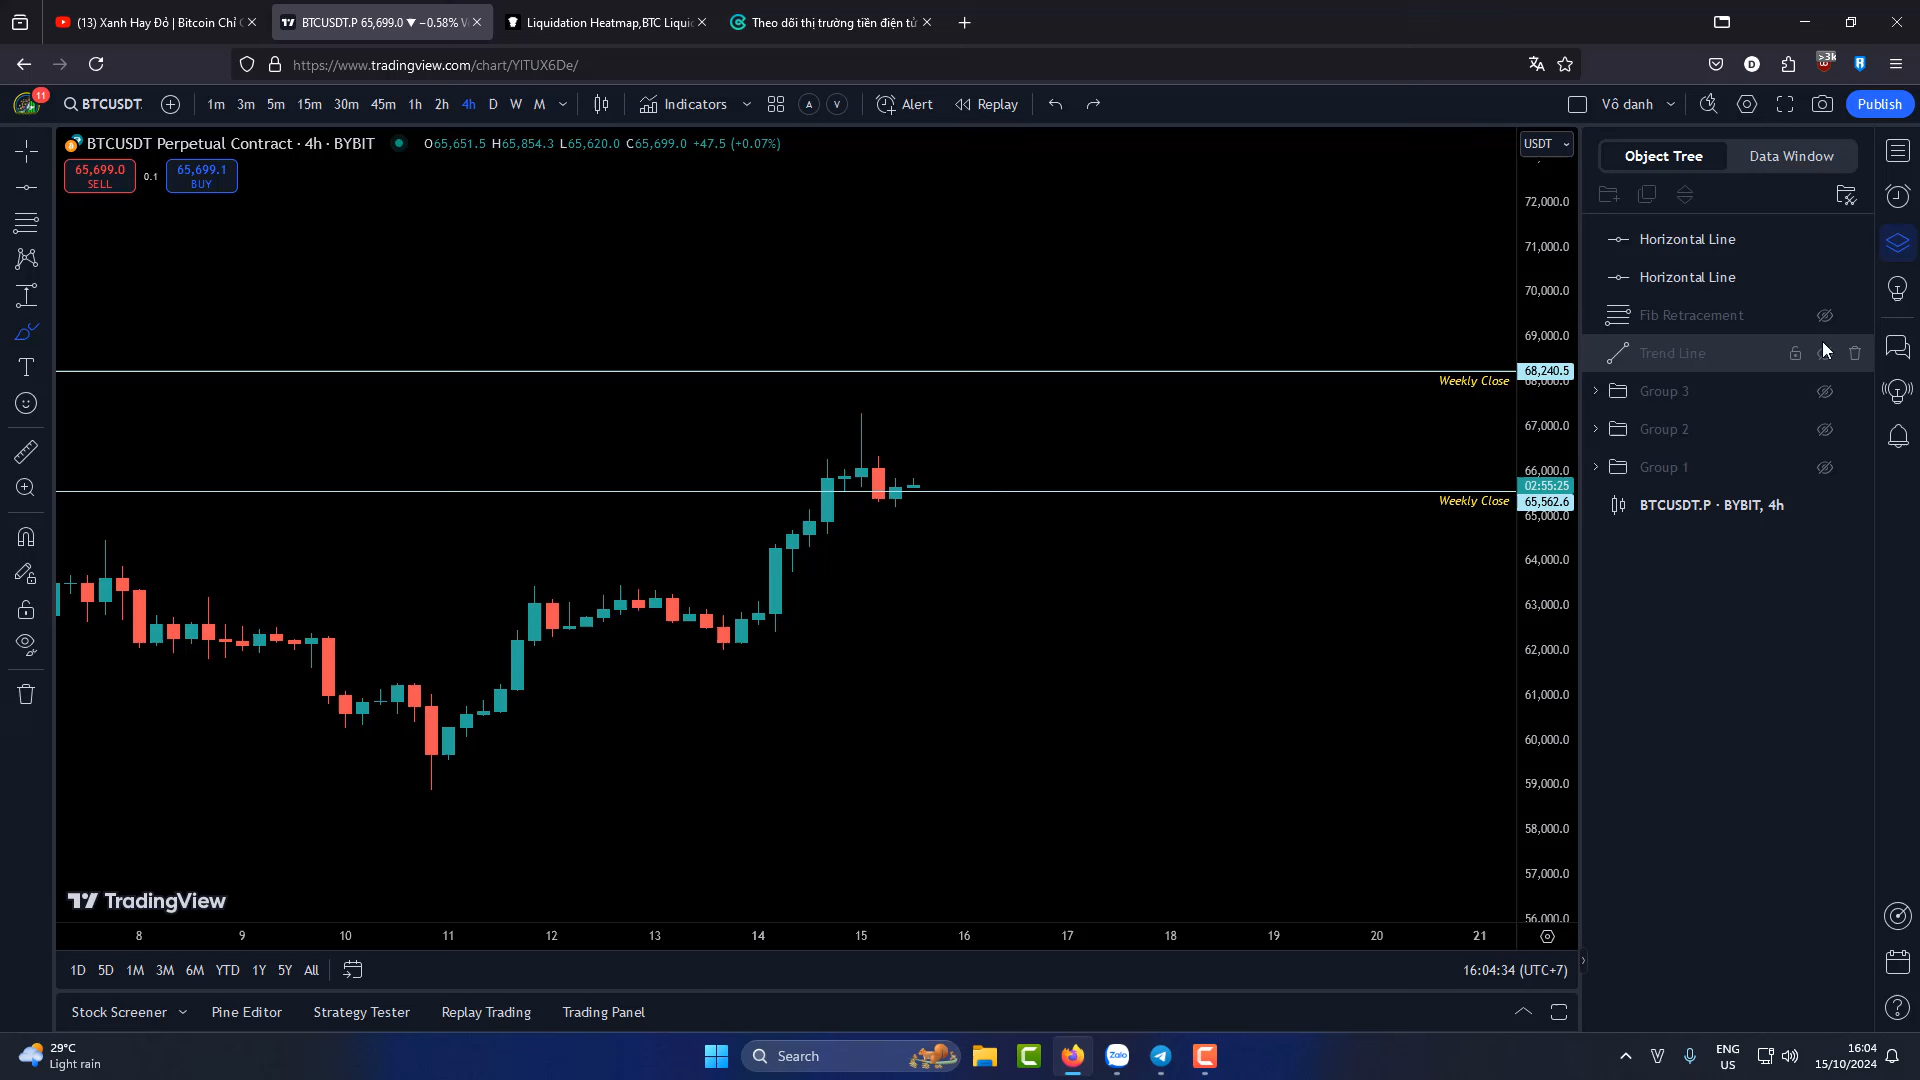 (13) Xanh Hay Đỏ | Bitcoin Chỉ C
BTCUSDT.P 65,699.0 ▼ −0.58% V
Liquidation Heatmap,BTC Liqui
Theo dõi thị trường tiền điện tử
https://www.tradingview.com/chart/YlTUX6De/
>3k
11
BTCUSDT.
1m 3m 5m 15m 30m 45m 1h 2h 4h D W M
Indicators
A V
Alert
Replay
Vô danh
Publish
BTCUSDT Perpetual Contract · 4h · BYBIT
O65,651.5 H65,854.3 L65,620.0 C65,699.0 +47.5 (+0.07%)
USDT
65,699.0
SELL
0.1
65,699.1
BUY
Object Tree
Data Window
Horizontal Line
Horizontal Line
Fib Retracement
Trend Line
Group 3
Group 2
Group 1
BTCUSDT.P · BYBIT, 4h
72,000.0
71,000.0
70,000.0
69,000.0
68,240.5
68,000.0
Weekly Close
67,000.0
66,000.0
02:55:25
65,562.6
Weekly Close
65,000.0
64,000.0
63,000.0
62,000.0
61,000.0
60,000.0
59,000.0
58,000.0
57,000.0
56,000.0
TradingView
8 9 10 11 12 13 14 15 16 17 18 19 20 21
1D 5D 1M 3M 6M YTD 1Y 5Y All
16:04:34 (UTC+7)
Stock Screener
Pine Editor
Strategy Tester
Replay Trading
Trading Panel
29°C
Light rain
Search
Zalo
ENG
US
16:04
15/10/2024